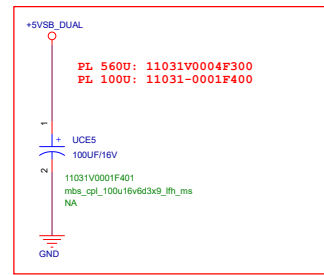 +5VSB_DUAL
PL 560U: 11031V0004F300
PL 100U: 11031-0001F400
1
+
UCE5
100UF/16V
2
11031V0001F401
mbs_cpl_100u16v6d3x9_lfh_ms
NA
GND